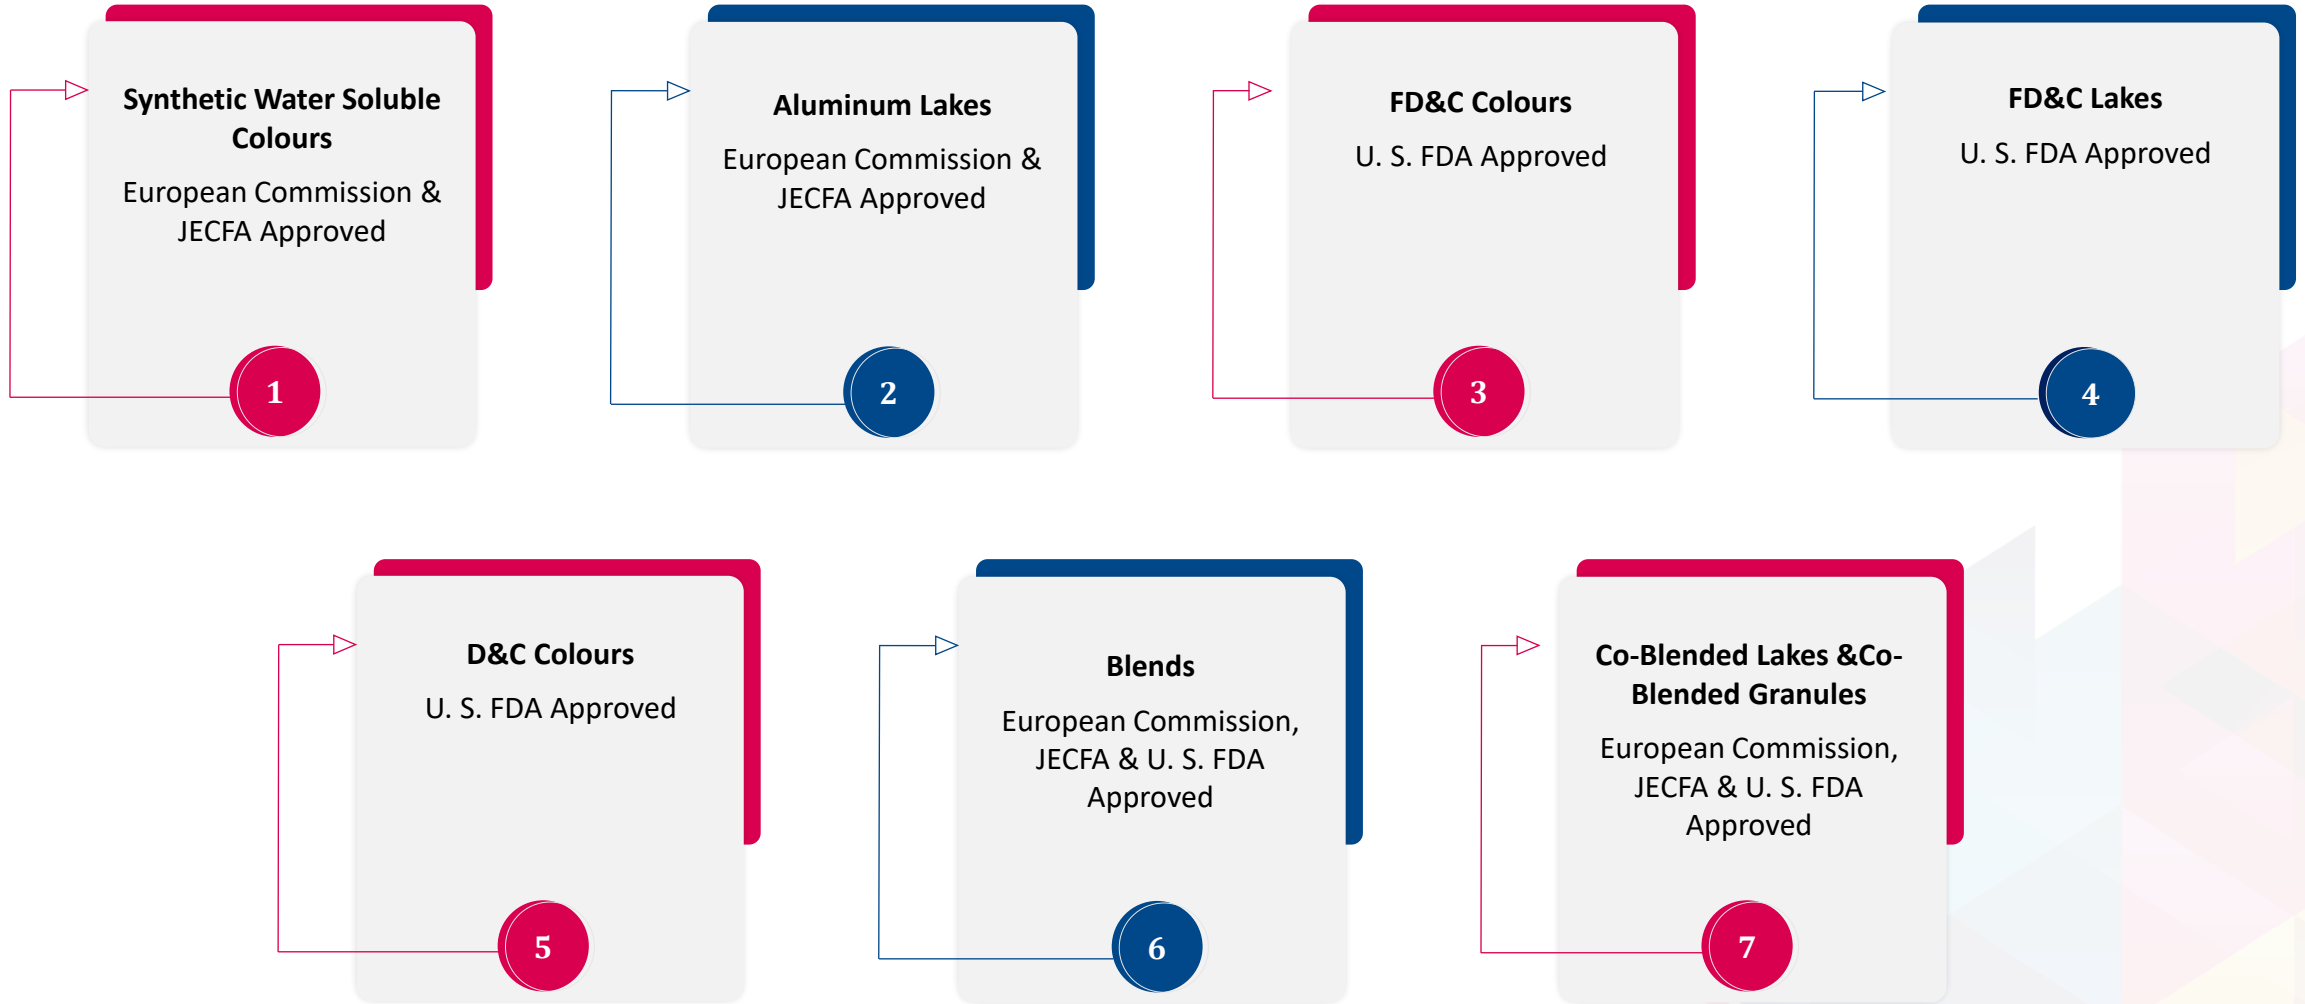 Synthetic Water Soluble
Colours
European Commission &
JECFA Approved
1
Aluminum Lakes
European Commission &
JECFA Approved
2
FD&C Colours
U. S. FDA Approved
3
FD&C Lakes
U. S. FDA Approved
4
D&C Colours
U. S. FDA Approved
5
Blends
European Commission,
JECFA & U. S. FDA
Approved
6
Co-Blended Lakes &Co-
Blended Granules
European Commission,
JECFA & U. S. FDA
Approved
7